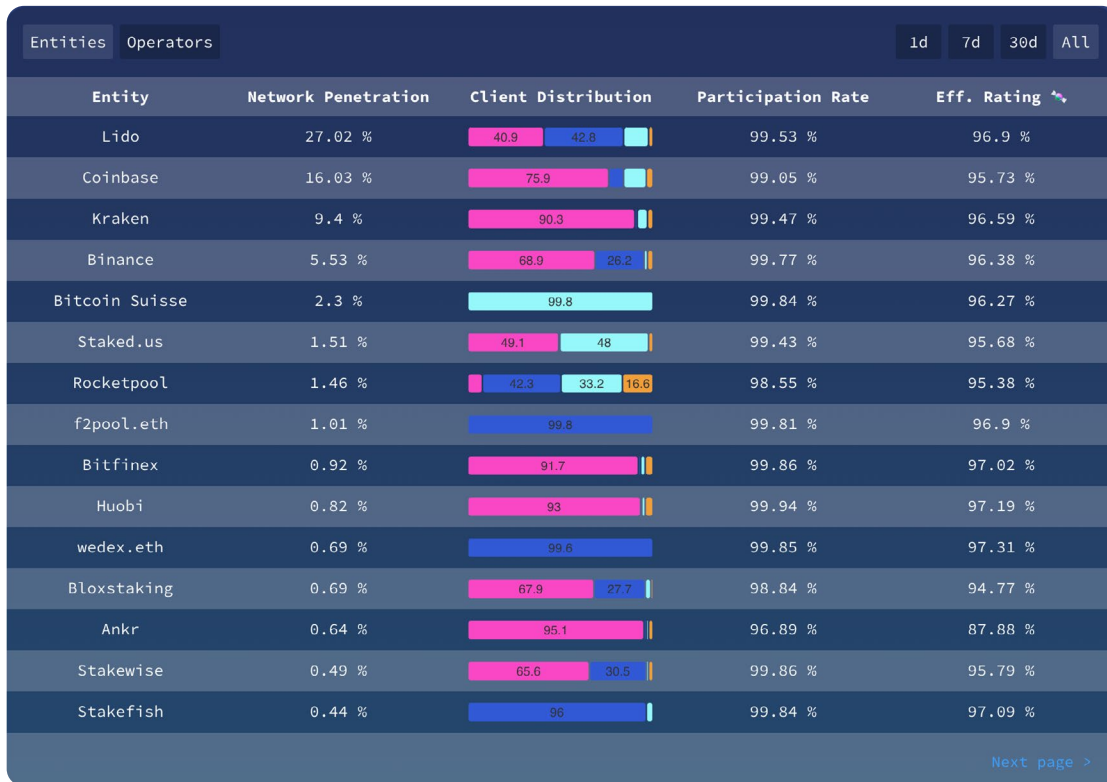 Entities Operators 1d 7d 30d All
Entity Network Penetration Client Distribution Participation Rate Eff. Rating
Lido 27.02 % 40.9 42.8 99.53 % 96.9 %
Coinbase 16.03 % 75.9 99.05 % 95.73 %
Kraken 9.4 % 90.3 99.47 % 96.59 %
Binance 5.53 % 68.9 26.2 99.77 % 96.38 %
Bitcoin Suisse 2.3 % 99.8 99.84 % 96.27 %
Staked.us 1.51 % 49.1 48 99.43 % 95.68 %
Rocketpool 1.46 % 42.3 33.2 16.6 98.55 % 95.38 %
f2pool.eth 1.01 % 99.8 99.81 % 96.9 %
Bitfinex 0.92 % 91.7 99.86 % 97.02 %
Huobi 0.82 % 93 99.94 % 97.19 %
wedex.eth 0.69 % 99.6 99.85 % 97.31 %
Bloxstaking 0.69 % 67.9 27.7 98.84 % 94.77 %
Ankr 0.64 % 95.1 96.89 % 87.88 %
Stakewise 0.49 % 65.6 30.5 99.86 % 95.79 %
Stakefish 0.44 % 96 99.84 % 97.09 %
Next page >